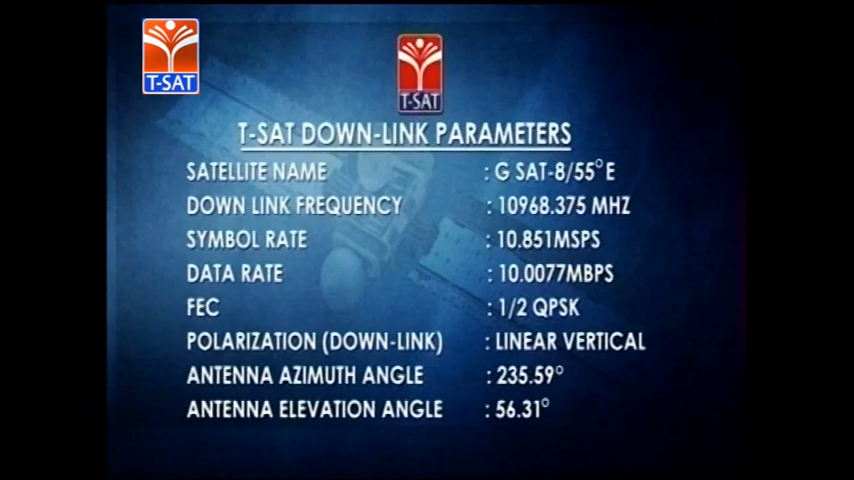 T-SAT
T-SAT
T-SAT DOWN-LINK PARAMETERS
SATELLITE NAME : G SAT-8/55°E
DOWN LINK FREQUENCY : 10968.375 MHZ
SYMBOL RATE : 10.851MSPS
DATA RATE : 10.0077MBPS
FEC : 1/2 QPSK
POLARIZATION (DOWN-LINK) : LINEAR VERTICAL
ANTENNA AZIMUTH ANGLE : 235.59°
ANTENNA ELEVATION ANGLE : 56.31°